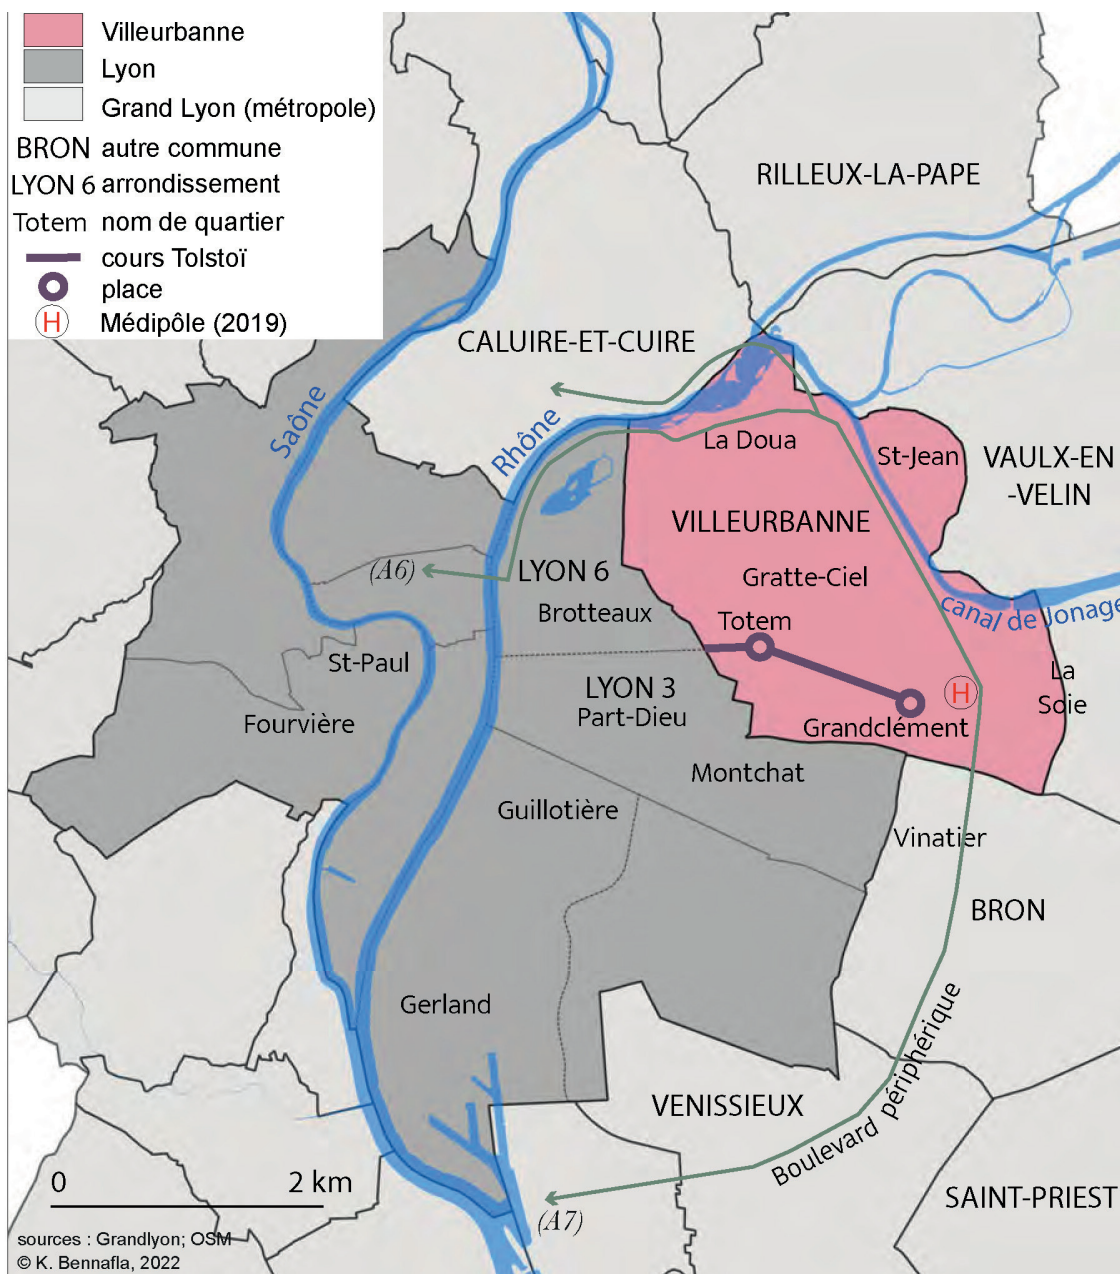 Villeurbanne
Lyon
Grand Lyon (métropole)
BRON autre commune
LYON 6 arrondissement
Totem nom de quartier
cours Tolstoï
place
H Médipôle (2019)
RILLEUX-LA-PAPE
CALUIRE-ET-CUIRE
Saône
Rhône
La Doua
St-Jean
VAULX-EN
-VELIN
VILLEURBANNE
(A6)
LYON 6
Gratte-Ciel
Brotteaux
Totem
canal de Jonage
St-Paul
LYON 3
Part-Dieu
H
La
Soie
Fourvière
Grandclément
Montchat
Guillotière
Vinatier
BRON
Gerland
Boulevard périphérique
VENISSIEUX
SAINT-PRIEST
(A7)
0 2 km
sources : Grandlyon; OSM
© K. Bennafla, 2022